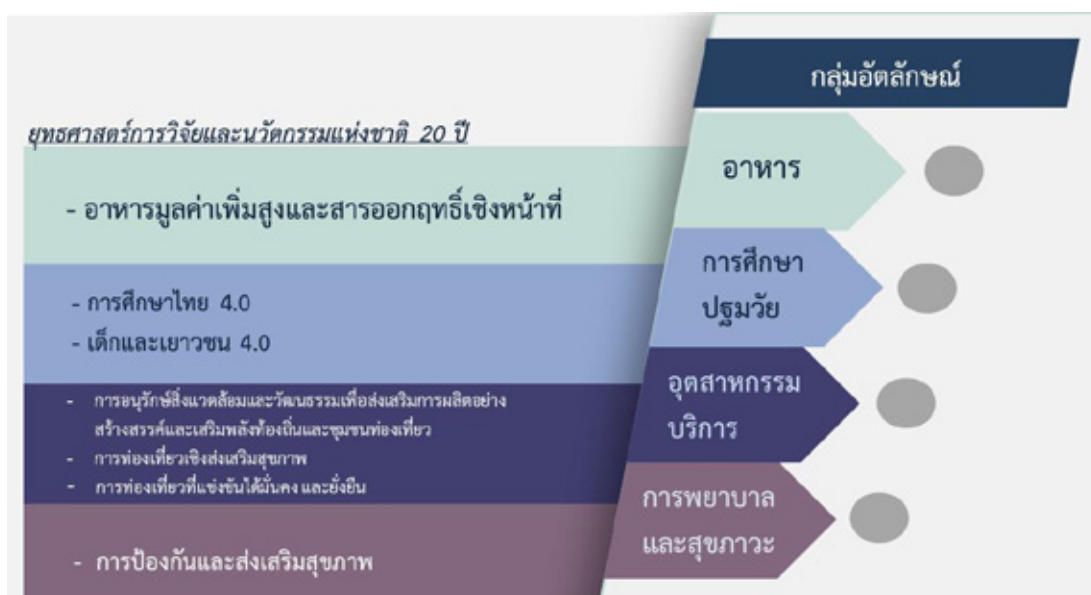 กลุ่มอัตลักษณ์
ยุทธศาสตร์การวิจัยและนวัตกรรมแห่งชาติ 20 ปี
- อาหารมูลค่าเพิ่มสูงและสารออกฤทธิ์เชิงหน้าที่
อาหาร
- การศึกษาไทย 4.0
- เด็กและเยาวชน 4.0
การศึกษา
ปฐมวัย
- การอนุรักษ์สิ่งแวดล้อมและวัฒนธรรมเพื่อส่งเสริมการผลิตอย่าง
สร้างสรรค์และเสริมพลังท้องถิ่นและชุมชนท่องเที่ยว
- การท่องเที่ยวเชิงส่งเสริมสุขภาพ
- การท่องเที่ยวที่แข่งขันได้มั่นคง และยั่งยืน
อุตสาหกรรม
บริการ
- การป้องกันและส่งเสริมสุขภาพ
การพยาบาล
และสุขภาวะ